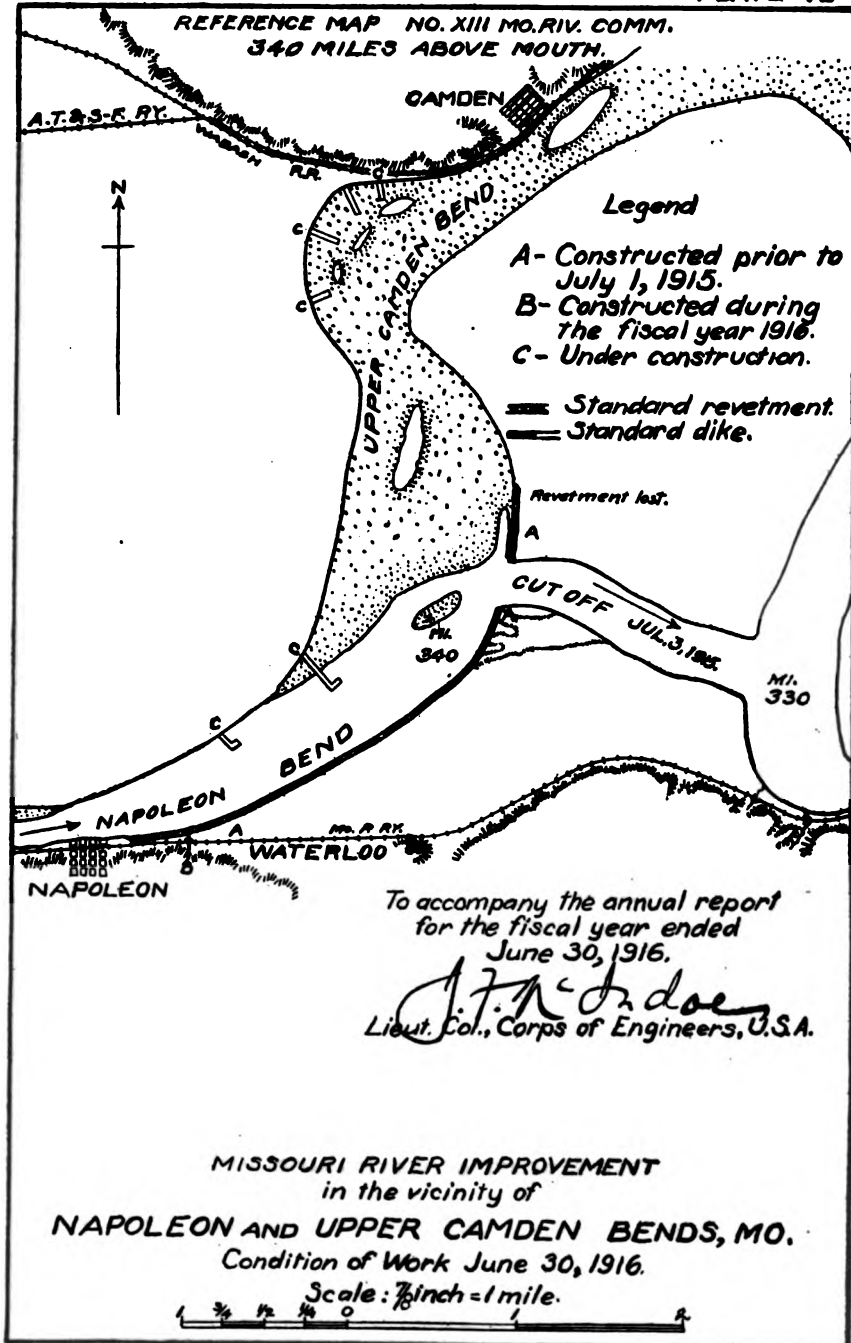 REFERENCE MAP NO. XIII MO. RIV. COMM.
340 MILES ABOVE MOUTH.
CAMDEN
A.T. & S-F. RY.
WABASH R.R.
N
C
C
C
UPPER CAMDEN BEND
Legend
A- Constructed prior to
July 1, 1915.
B- Constructed during
the fiscal year 1916.
C- Under construction.
Standard revetment.
Standard dike.
Revetment lost.
A
CUT OFF JUL. 3, 1915.
MI.
340
MI.
330
C
C
NAPOLEON BEND
A
MO. P. RY.
WATERLOO
B
NAPOLEON
To accompany the annual report
for the fiscal year ended
June 30, 1916.
J. F. McIndoe
Lieut. Col., Corps of Engineers, U.S.A.
MISSOURI RIVER IMPROVEMENT
in the vicinity of
NAPOLEON AND UPPER CAMDEN BENDS, MO.
Condition of Work June 30, 1916.
Scale: 7/8 inch = 1 mile.
1 3/4 1/2 1/4 0 1 2